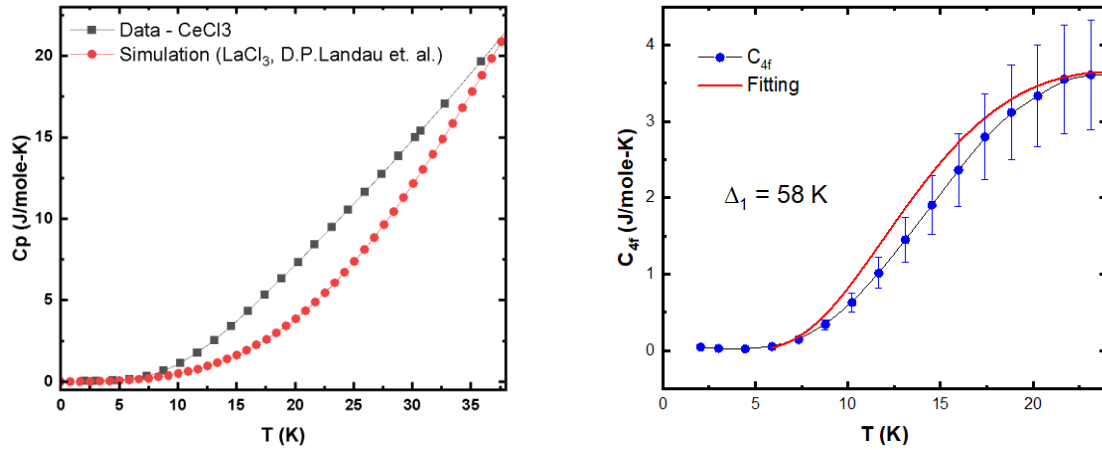 Data - CeCl3
Simulation (LaCl₃, D.P.Landau et. al.)
20
15
10
5
0
Cp (J/mole-K)
0 5 10 15 20 25 30 35
T (K)
C₄f
Fitting
Δ₁ = 58 K
4
3
2
1
0
C₄f (J/mole-K)
0 5 10 15 20
T (K)